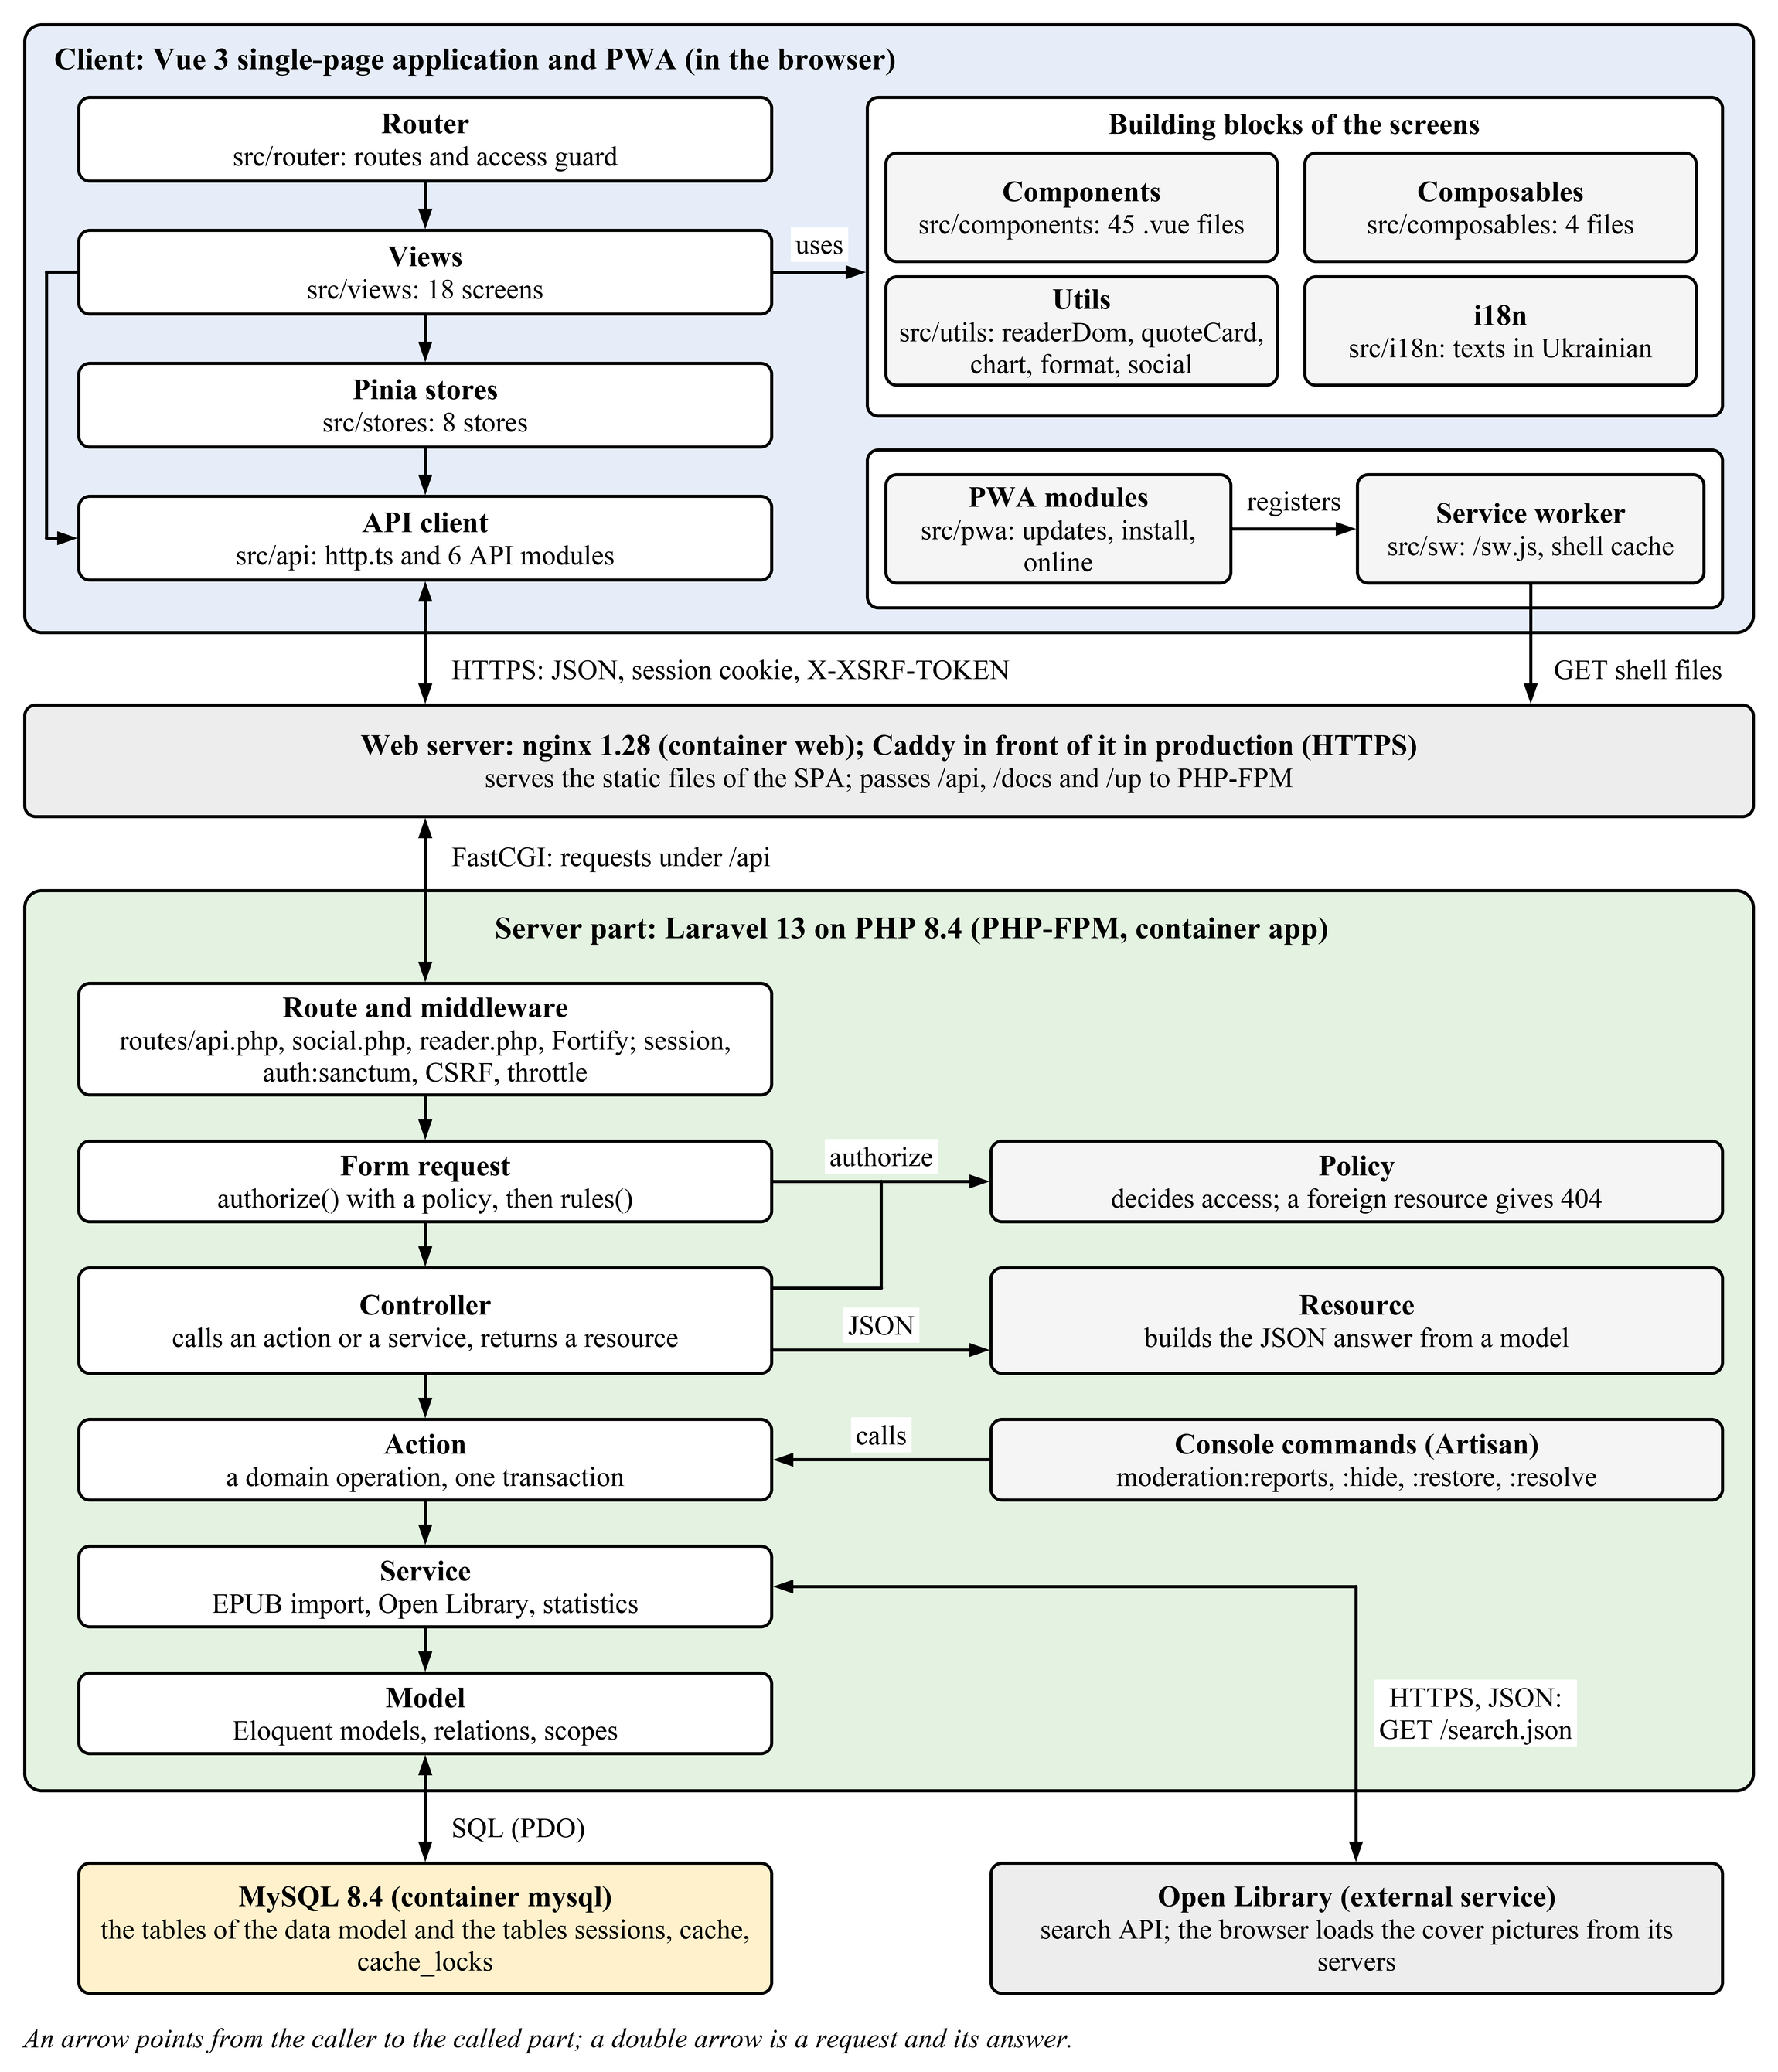 Client: Vue 3 single-page application and PWA (in the browser)
Router
src/router: routes and access guard
Views
src/views: 18 screens
uses
Pinia stores
src/stores: 8 stores
API client
src/api: http.ts and 6 API modules
Building blocks of the screens
Components
src/components: 45 .vue files
Composables
src/composables: 4 files
Utils
src/utils: readerDom, quoteCard,
chart, format, social
i18n
src/i18n: texts in Ukrainian
PWA modules
src/pwa: updates, install,
online
registers
Service worker
src/sw: /sw.js, shell cache
HTTPS: JSON, session cookie, X-XSRF-TOKEN
GET shell files
Web server: nginx 1.28 (container web); Caddy in front of it in production (HTTPS)
serves the static files of the SPA; passes /api, /docs and /up to PHP-FPM
FastCGI: requests under /api
Server part: Laravel 13 on PHP 8.4 (PHP-FPM, container app)
Route and middleware
routes/api.php, social.php, reader.php, Fortify; session,
auth:sanctum, CSRF, throttle
Form request
authorize() with a policy, then rules()
authorize
Policy
decides access; a foreign resource gives 404
Controller
calls an action or a service, returns a resource
JSON
Resource
builds the JSON answer from a model
Action
a domain operation, one transaction
calls
Console commands (Artisan)
moderation:reports, :hide, :restore, :resolve
Service
EPUB import, Open Library, statistics
Model
Eloquent models, relations, scopes
HTTPS, JSON:
GET /search.json
SQL (PDO)
MySQL 8.4 (container mysql)
the tables of the data model and the tables sessions, cache,
cache_locks
Open Library (external service)
search API; the browser loads the cover pictures from its
servers
An arrow points from the caller to the called part; a double arrow is a request and its answer.